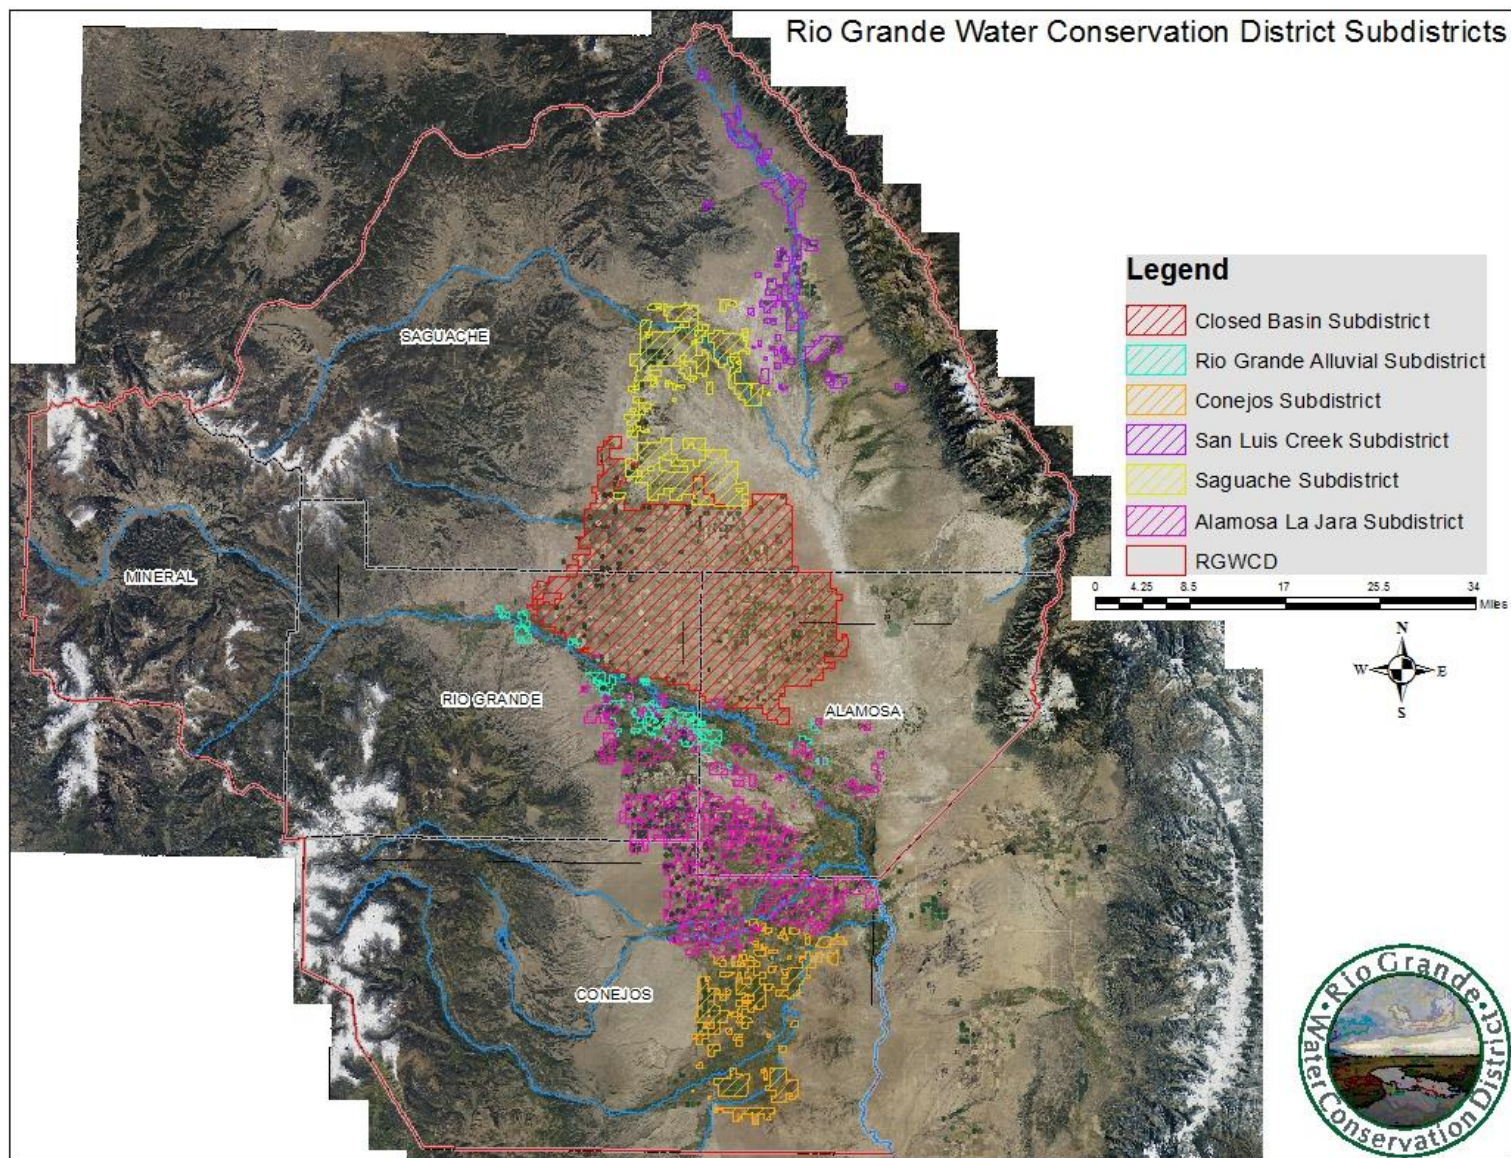 Rio Grande Water Conservation District Subdistricts
Legend
Closed Basin Subdistrict
Rio Grande Alluvial Subdistrict
Conejos Subdistrict
San Luis Creek Subdistrict
Saguache Subdistrict
Alamosa La Jara Subdistrict
RGWCD
0 4.25 8.5 17 25.5 34
Miles
N
W E
S
SAGUACHE
MINERAL
RIO GRANDE
ALAMOSA
CONEJOS
Rio Grande
Water Conservation District